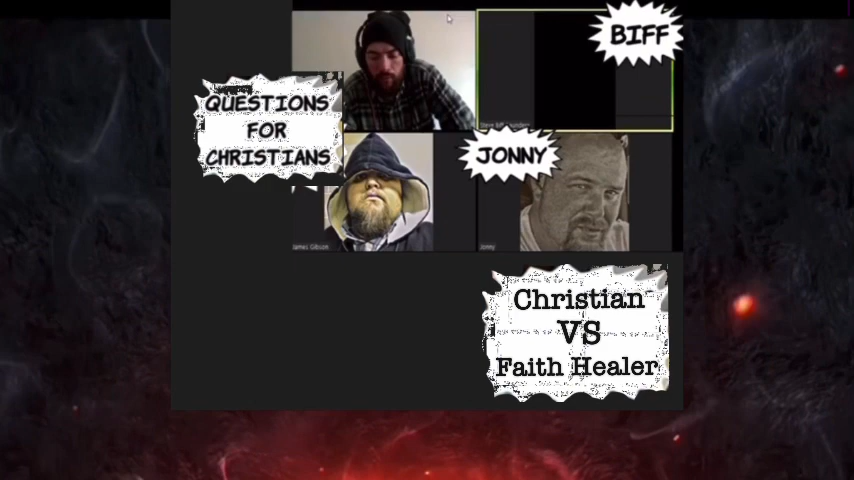 BIFF
QUESTIONS
FOR
CHRISTIANS
JONNY
James Gibson
Jonny
Christian
VS
Faith Healer